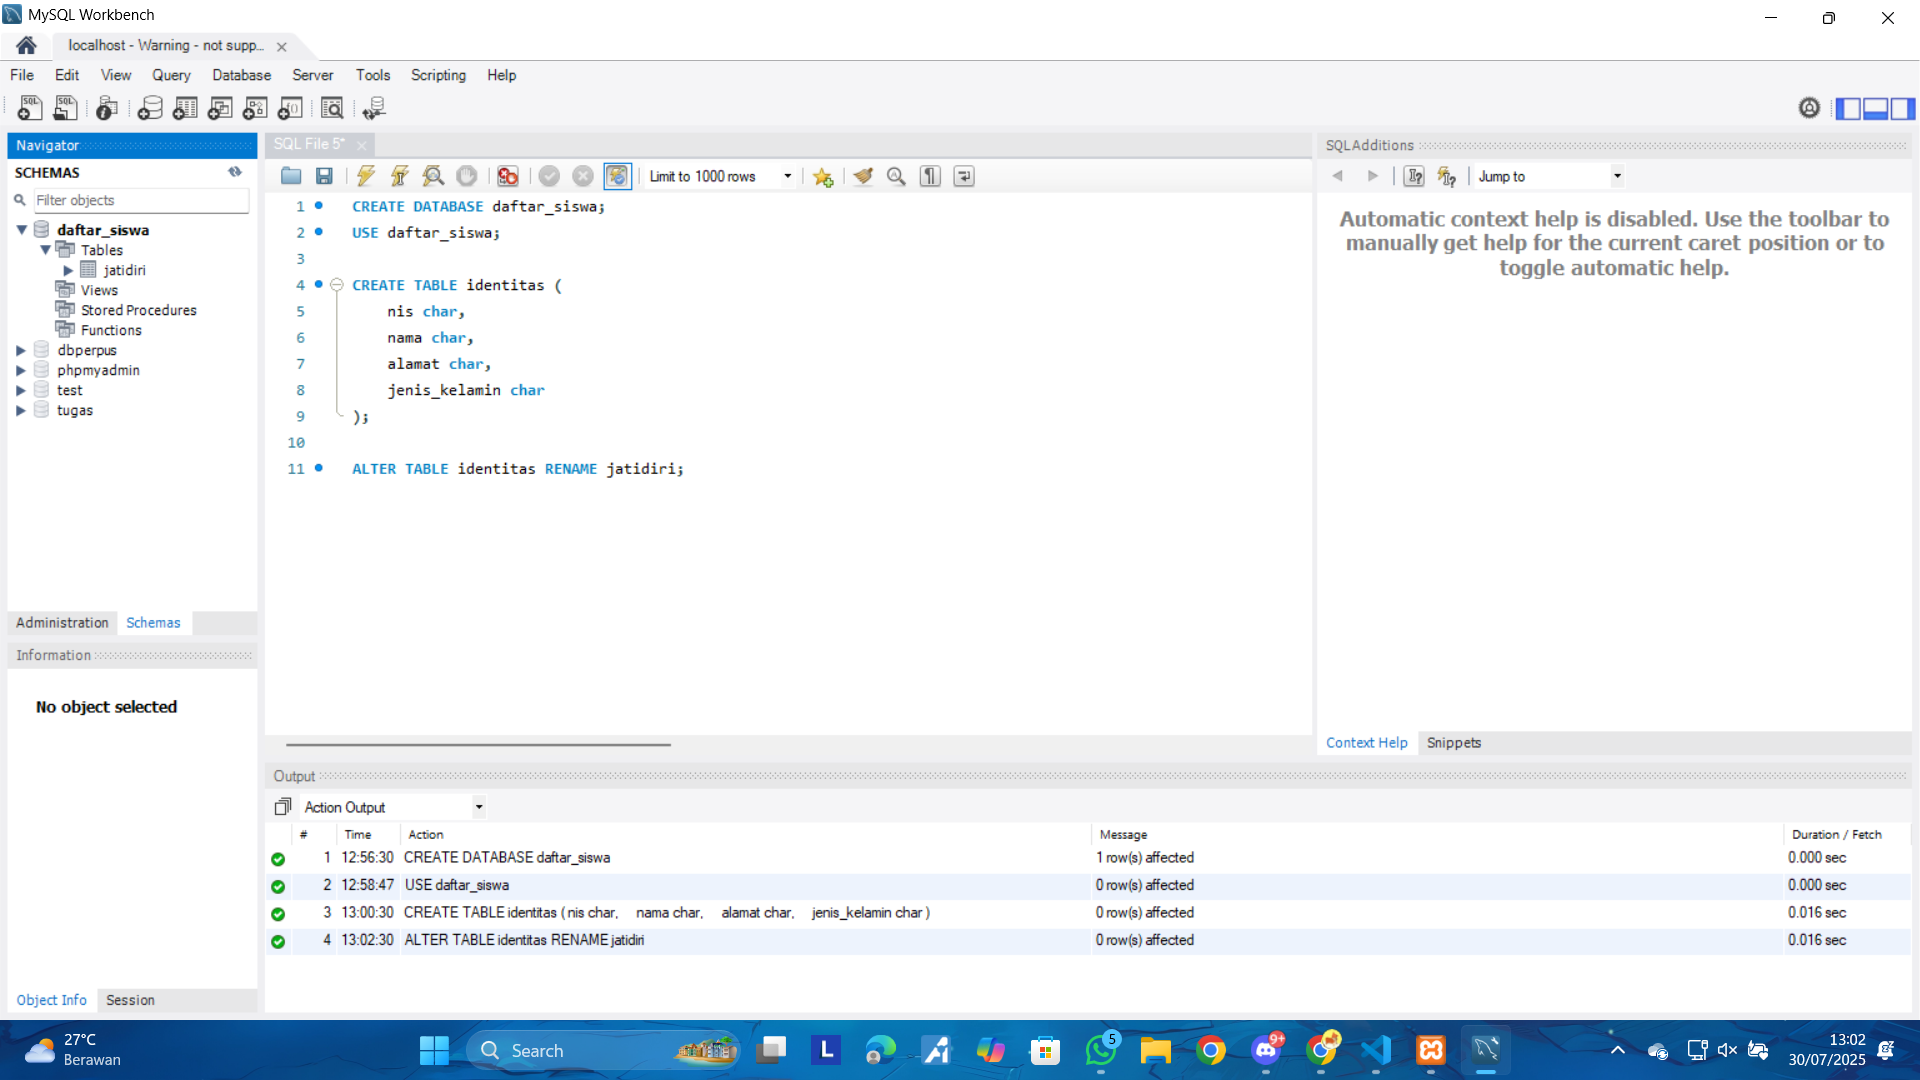 MySQL Workbench
localhost - Warning - not supp...
File Edit View Query Database Server Tools Scripting Help
Navigator
SCHEMAS
Filter objects
daftar_siswa
Tables
jatidiri
Views
Stored Procedures
Functions
dbperpus
phpmyadmin
test
tugas
Administration Schemas
Information
No object selected
Object Info Session
SQL File 5*
Limit to 1000 rows
1 CREATE DATABASE daftar_siswa;
2 USE daftar_siswa;
3
4 CREATE TABLE identitas (
5 nis char,
6 nama char,
7 alamat char,
8 jenis_kelamin char
9 );
10
11 ALTER TABLE identitas RENAME jatidiri;
SQLAdditions
Jump to
Automatic context help is disabled. Use the toolbar to
manually get help for the current caret position or to
toggle automatic help.
Context Help Snippets
Output
Action Output
# Time Action Message Duration / Fetch
1 12:56:30 CREATE DATABASE daftar_siswa 1 row(s) affected 0.000 sec
2 12:58:47 USE daftar_siswa 0 row(s) affected 0.000 sec
3 13:00:30 CREATE TABLE identitas ( nis char, nama char, alamat char, jenis_kelamin char ) 0 row(s) affected 0.016 sec
4 13:02:30 ALTER TABLE identitas RENAME jatidiri 0 row(s) affected 0.016 sec
27°C
Berawan
Search
L
5
9+
13:02
30/07/2025